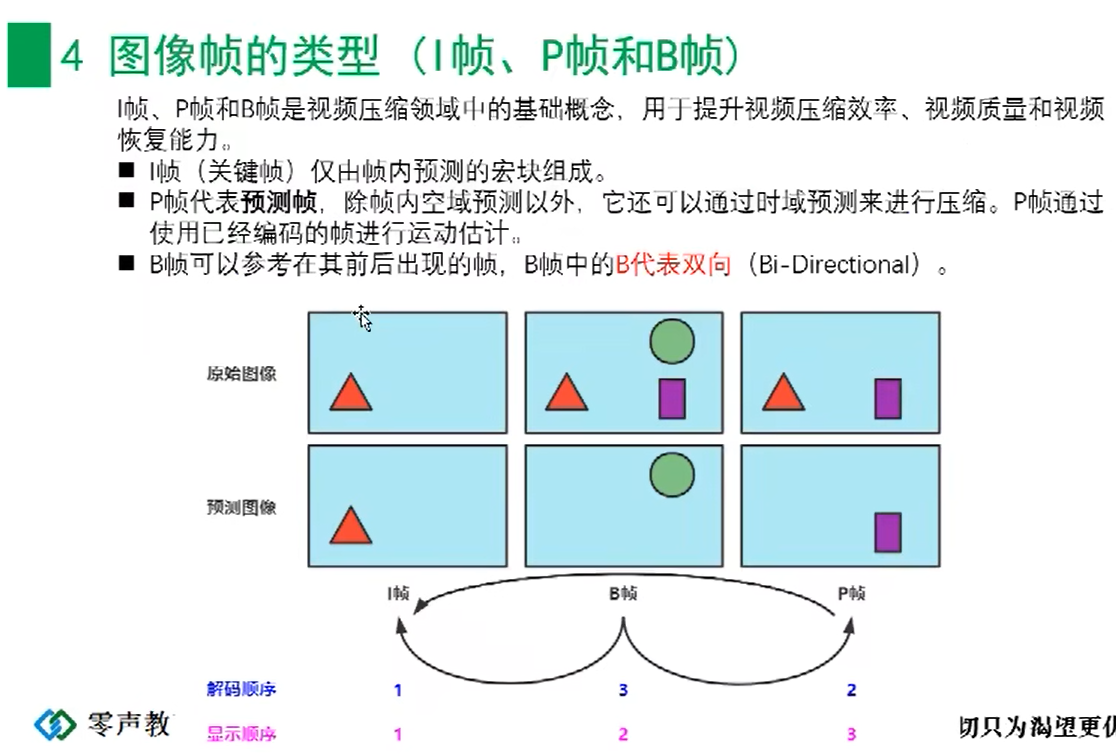 4 图像帧的类型（I帧、P帧和B帧）
I帧、P帧和B帧是视频压缩领域中的基础概念，用于提升视频压缩效率、视频质量和视频
恢复能力。
■ I帧（关键帧）仅由帧内预测的宏块组成。
■ P帧代表预测帧，除帧内空域预测以外，它还可以通过时域预测来进行压缩。P帧通过
使用已经编码的帧进行运动估计。
■ B帧可以参考在其前后出现的帧，B帧中的B代表双向（Bi-Directional）。
原始图像
预测图像
I帧 B帧 P帧
解码顺序 1 3 2
零声教 切只为渴望更
显示顺序 1 2 3